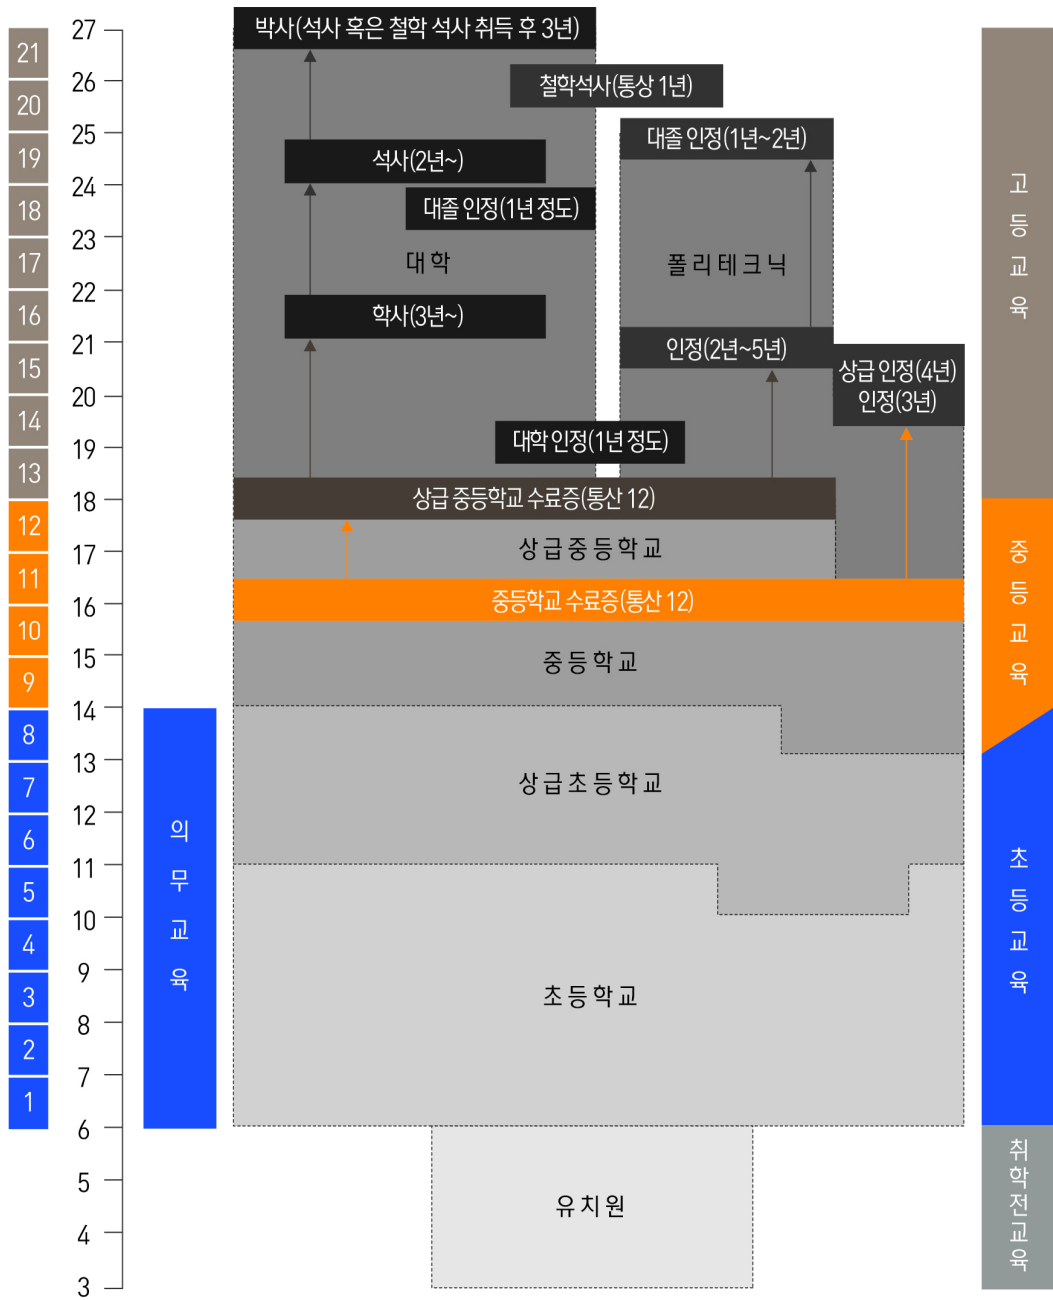 27
26
25
24
23
22
21
20
19
18
17
16
15
14
13
12
11
10
9
8
7
6
5
4
3
21
20
19
18
17
16
15
14
13
12
11
10
9
8
7
6
5
4
3
2
1
의무교육
박사(석사 혹은 철학 석사 취득 후 3년)
철학석사(통상 1년)
대졸 인정(1년~2년)
석사(2년~)
대졸 인정(1년 정도)
대학
폴리테크닉
학사(3년~)
인정(2년~5년)
상급 인정(4년)
인정(3년)
대학 인정(1년 정도)
상급 중등학교 수료증(통산 12)
상급중등학교
중등학교 수료증(통산 12)
중등학교
상급초등학교
초등학교
유치원
고등교육
중등교육
초등교육
취학전교육